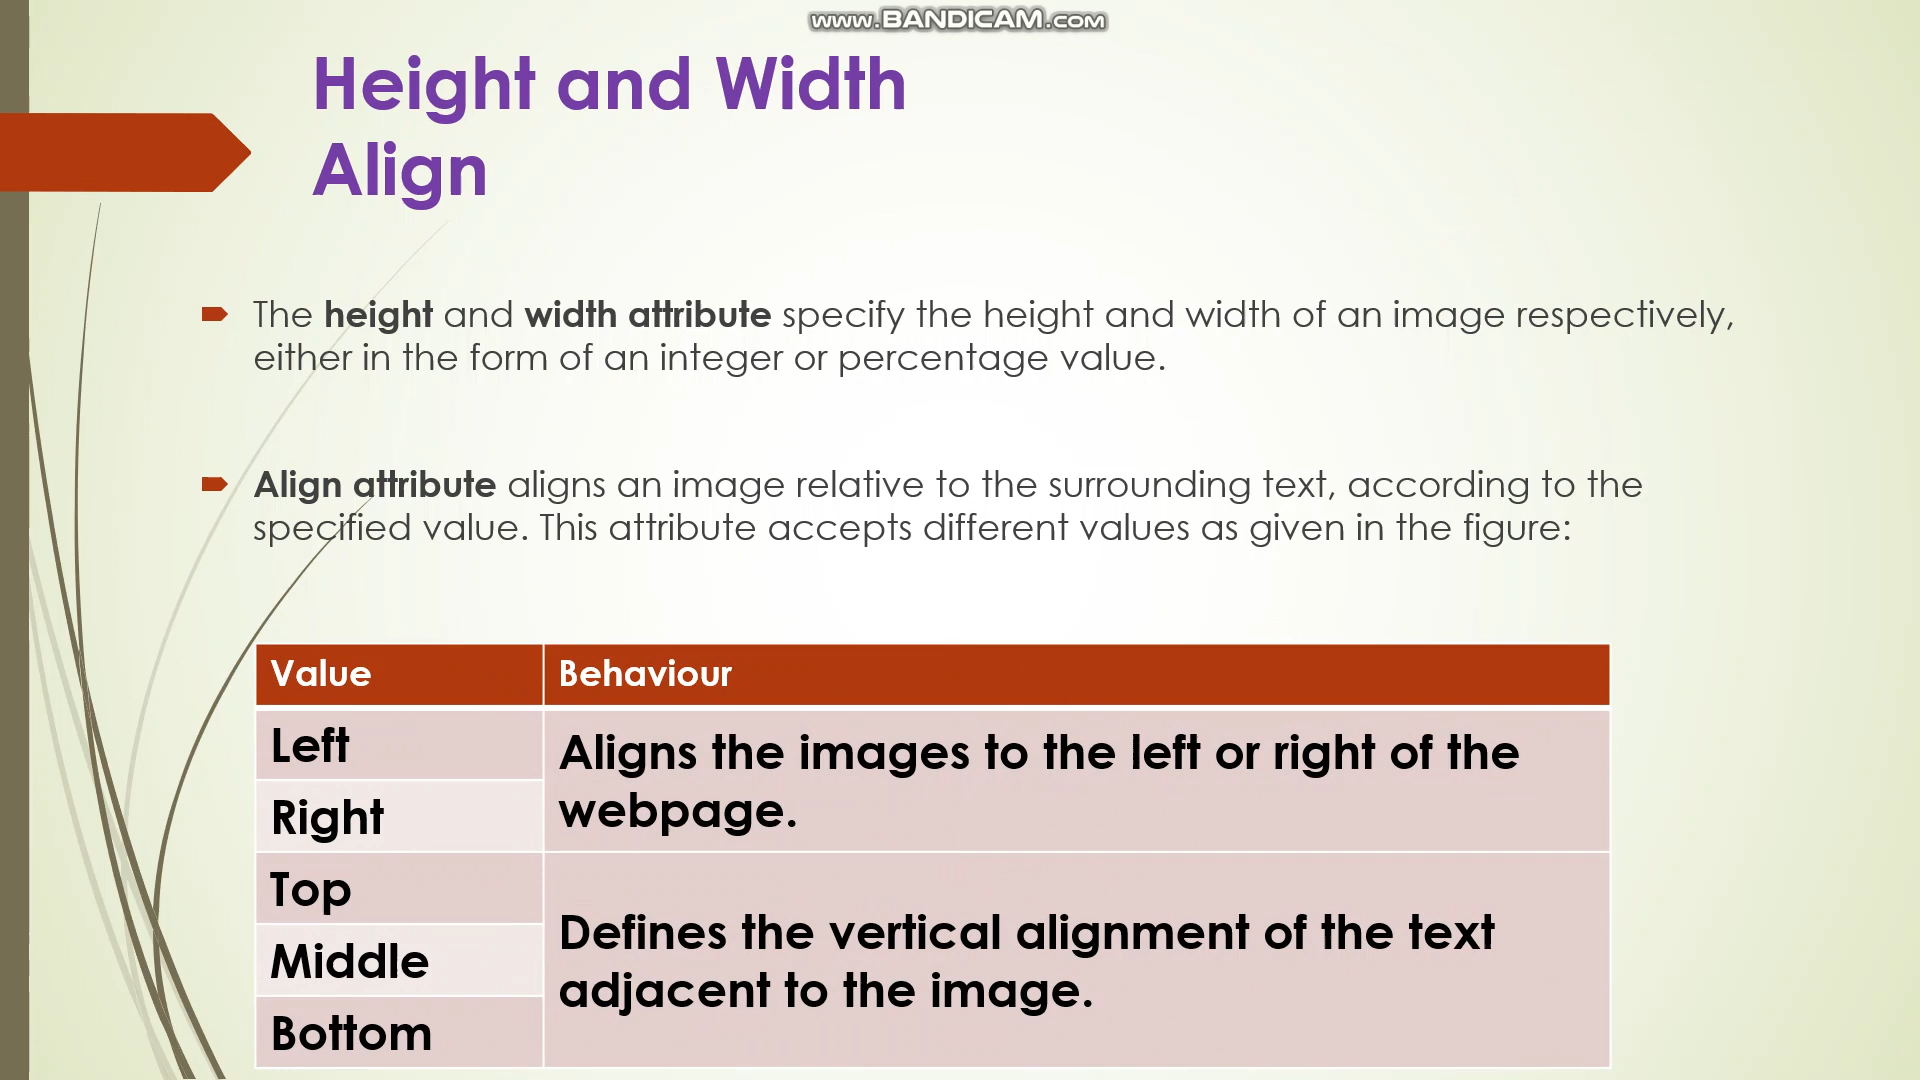 www.BANDICAM.com
Height and Width
Align
The height and width attribute specify the height and width of an image respectively,
either in the form of an integer or percentage value.
Align attribute aligns an image relative to the surrounding text, according to the
specified value. This attribute accepts different values as given in the figure:
Value Behaviour
Left
Right
Aligns the images to the left or right of the
webpage.
Top
Middle
Bottom
Defines the vertical alignment of the text
adjacent to the image.